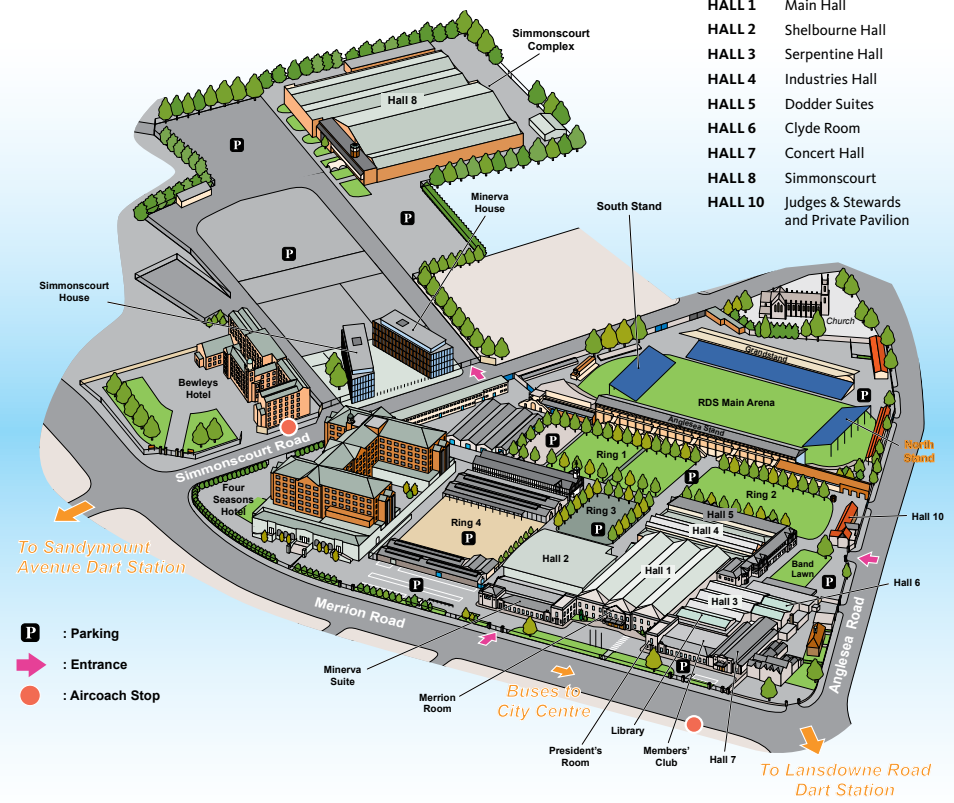 HALL 1 Main Hall
HALL 2 Shelbourne Hall
HALL 3 Serpentine Hall
HALL 4 Industries Hall
HALL 5 Dodder Suites
HALL 6 Clyde Room
HALL 7 Concert Hall
HALL 8 Simmonscourt
HALL 10 Judges & Stewards
and Private Pavilion
Simmonscourt
Complex
Hall 8
P
P
P
Minerva
House
South Stand
Simmonscourt
House
Church
Grandstand
P
Bewleys
Hotel
RDS Main Arena
Anglesea Stand
North
Stand
Simmonscourt Road
P
Ring 1
P
Ring 2
Four
Seasons
Hotel
Ring 3
P
Hall 5
Hall 4
Hall 10
Ring 4
P
Hall 2
Hall 1
Band
Lawn
P
Hall 6
To Sandymount
Avenue Dart Station
P
Hall 3
Merrion Road
Anglesea Road
P
P : Parking
: Entrance
: Aircoach Stop
Minerva
Suite
Merrion
Room
Buses to
City Centre
Library
President's
Room
Members'
Club
Hall 7
To Lansdowne Road
Dart Station